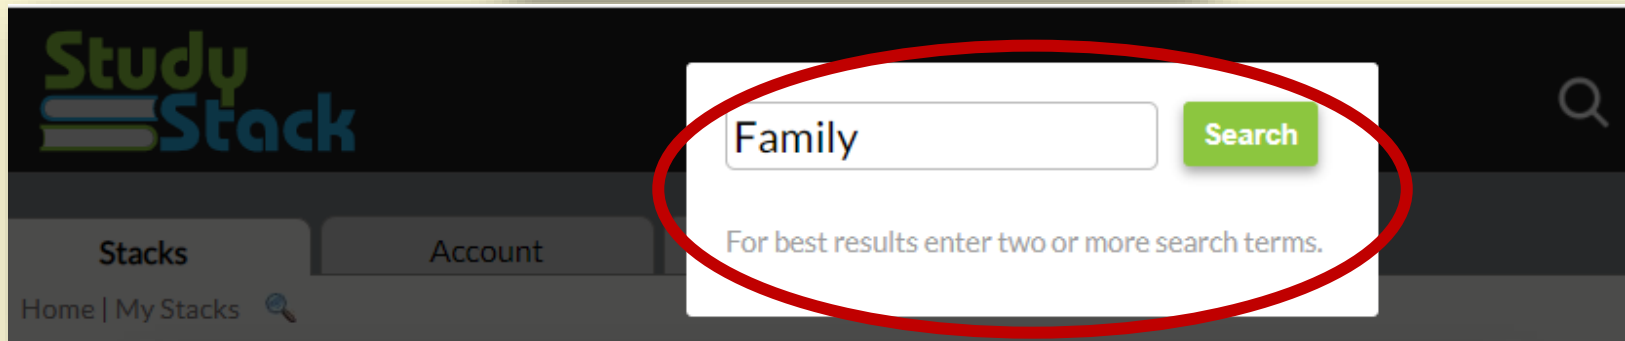 Study
Stack
Family
Search
For best results enter two or more search terms.
Stacks
Account
Home | My Stacks